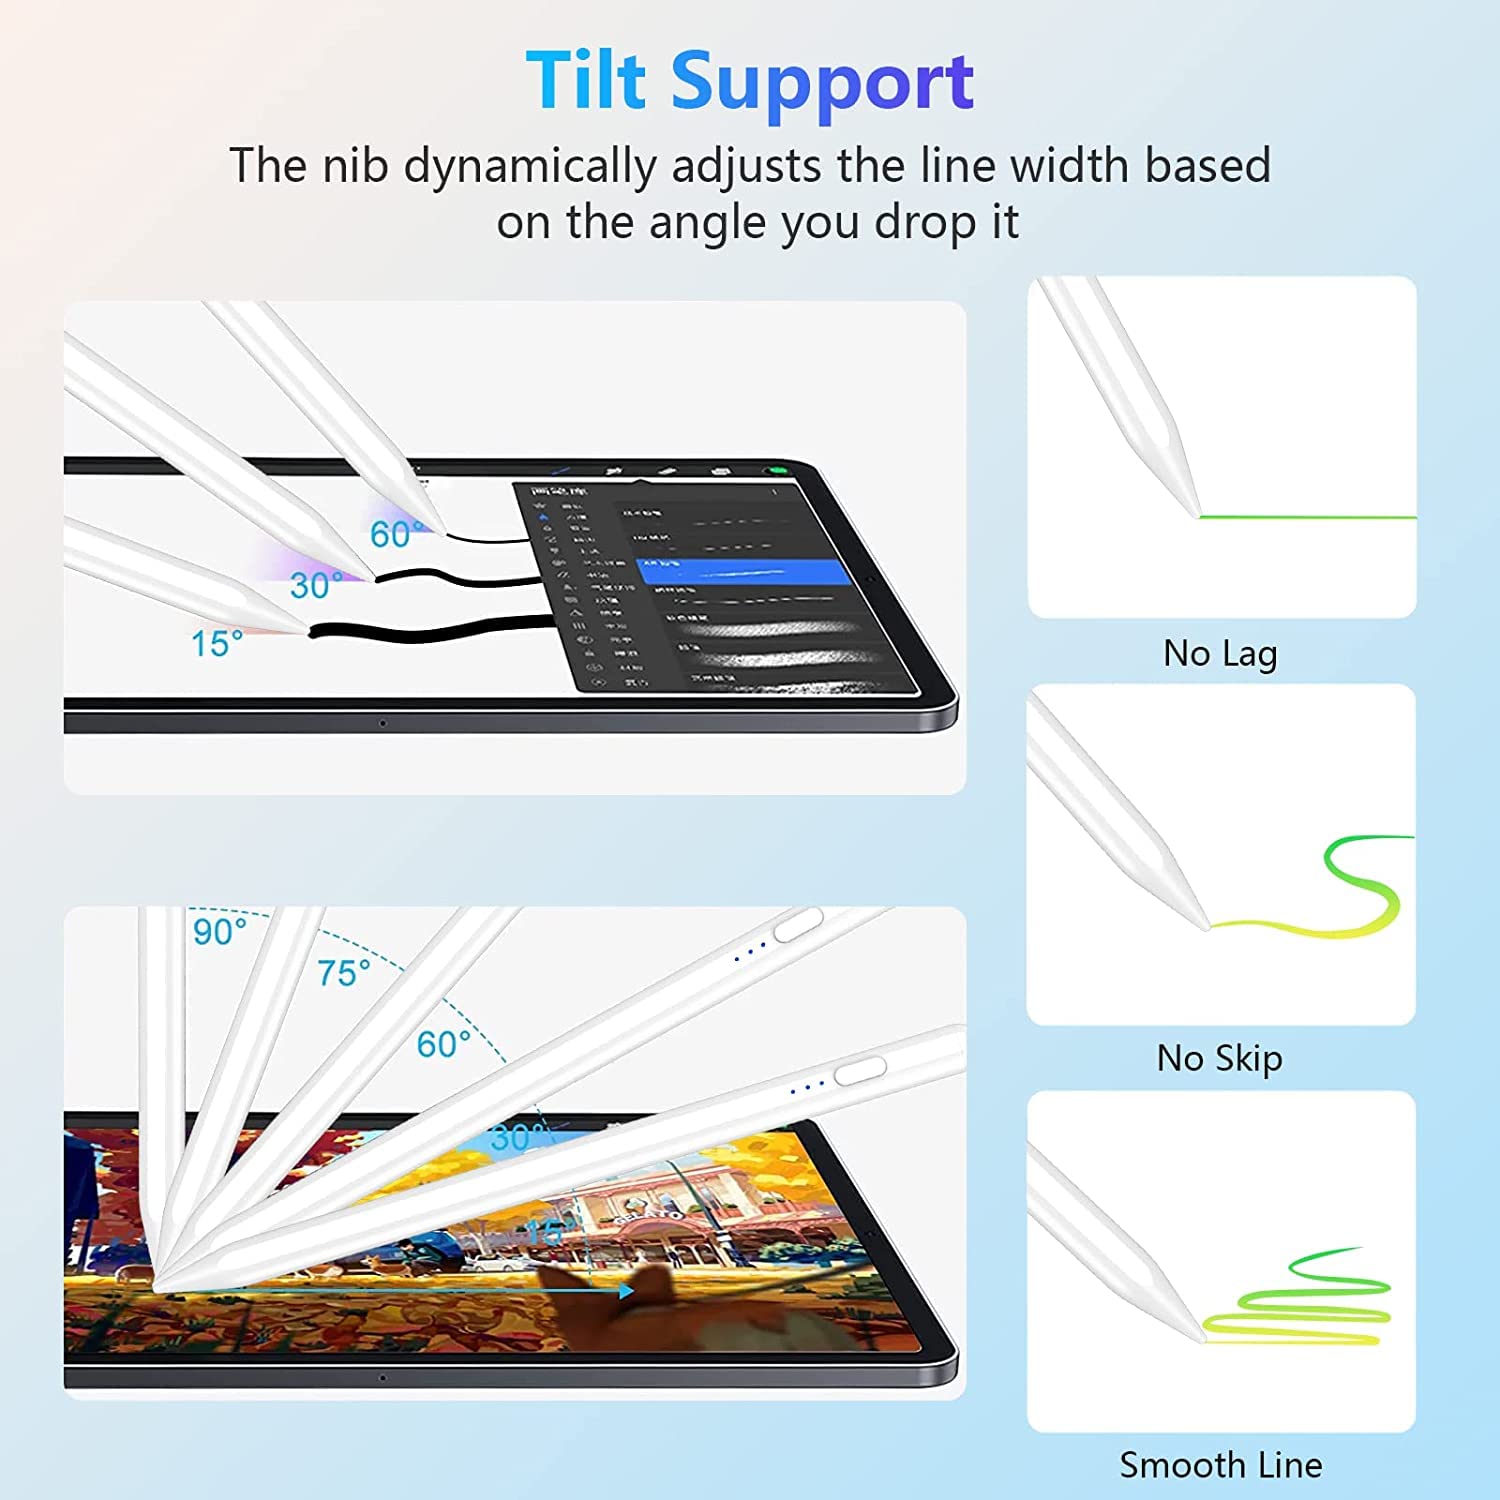 Tilt Support
The nib dynamically adjusts the line width based
on the angle you drop it
60°
30°
15°
No Lag
No Skip
90°
75°
60°
30°
15°
GELATO
Smooth Line